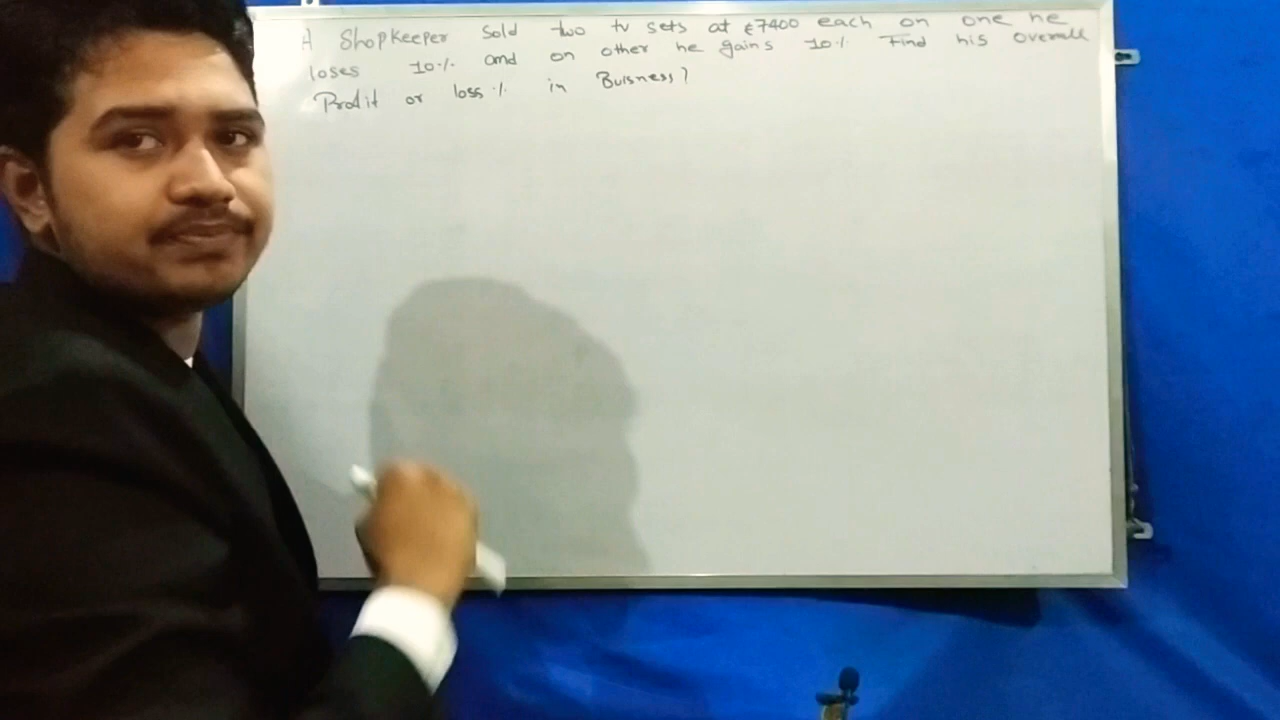 A Shopkeeper sold two tv sets at ₹7400 each on one he
loses 10% and on other he gains 10% Find his overall
Profit or loss % in Buisness?